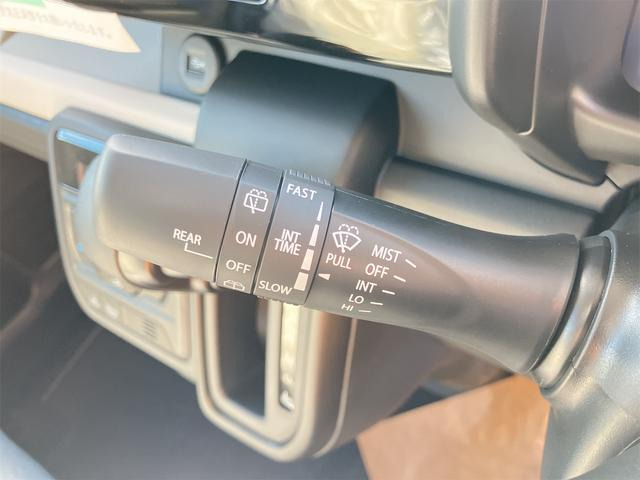 REAR
ON
OFF
FAST
INT
TIME
SLOW
PULL
MIST
OFF
INT
LO
HI